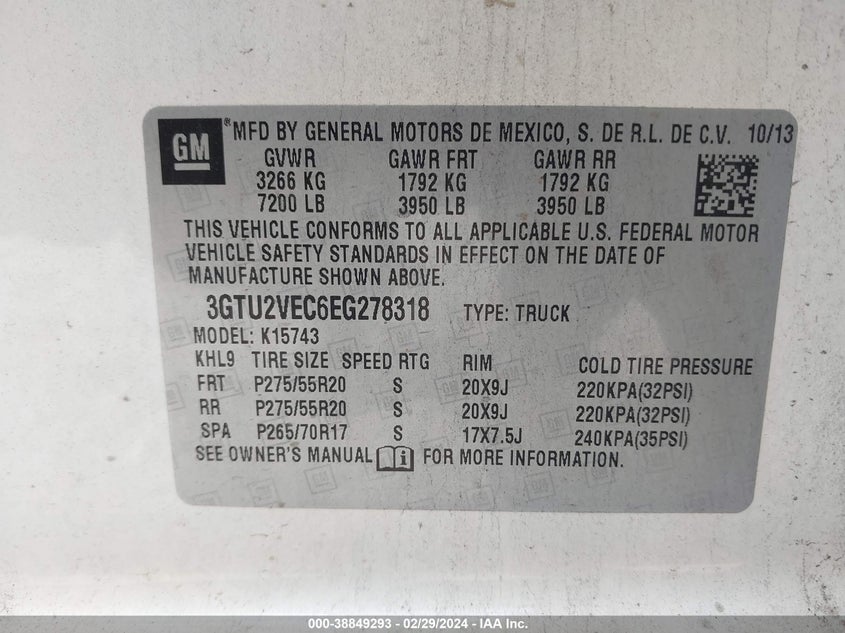 GM ® MFD BY GENERAL MOTORS DE MEXICO, S. DE R.L. DE C.V. 10/13
GVWR GAWR FRT GAWR RR
3266 KG 1792 KG 1792 KG
7200 LB 3950 LB 3950 LB
THIS VEHICLE CONFORMS TO ALL APPLICABLE U.S. FEDERAL MOTOR
VEHICLE SAFETY STANDARDS IN EFFECT ON THE DATE OF
MANUFACTURE SHOWN ABOVE.
3GTU2VEC6EG278318 TYPE: TRUCK
MODEL: K15743
KHL9 TIRE SIZE SPEED RTG RIM COLD TIRE PRESSURE
FRT P275/55R20 S 20X9J 220KPA(32PSI)
RR P275/55R20 S 20X9J 220KPA(32PSI)
SPA P265/70R17 S 17X7.5J 240KPA(35PSI)
SEE OWNER'S MANUAL i FOR MORE INFORMATION.
000-38849293 - 02/29/2024 - IAA Inc.